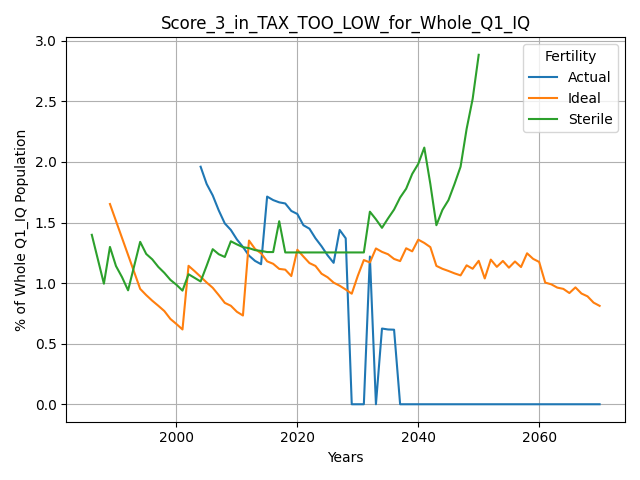 Score_3_in_TAX_TOO_LOW_for_Whole_Q1_IQ
3.0
2.5
2.0
1.5
1.0
0.5
0.0
% of Whole Q1_IQ Population
Fertility
Actual
Ideal
Sterile
2000
2020
2040
2060
Years